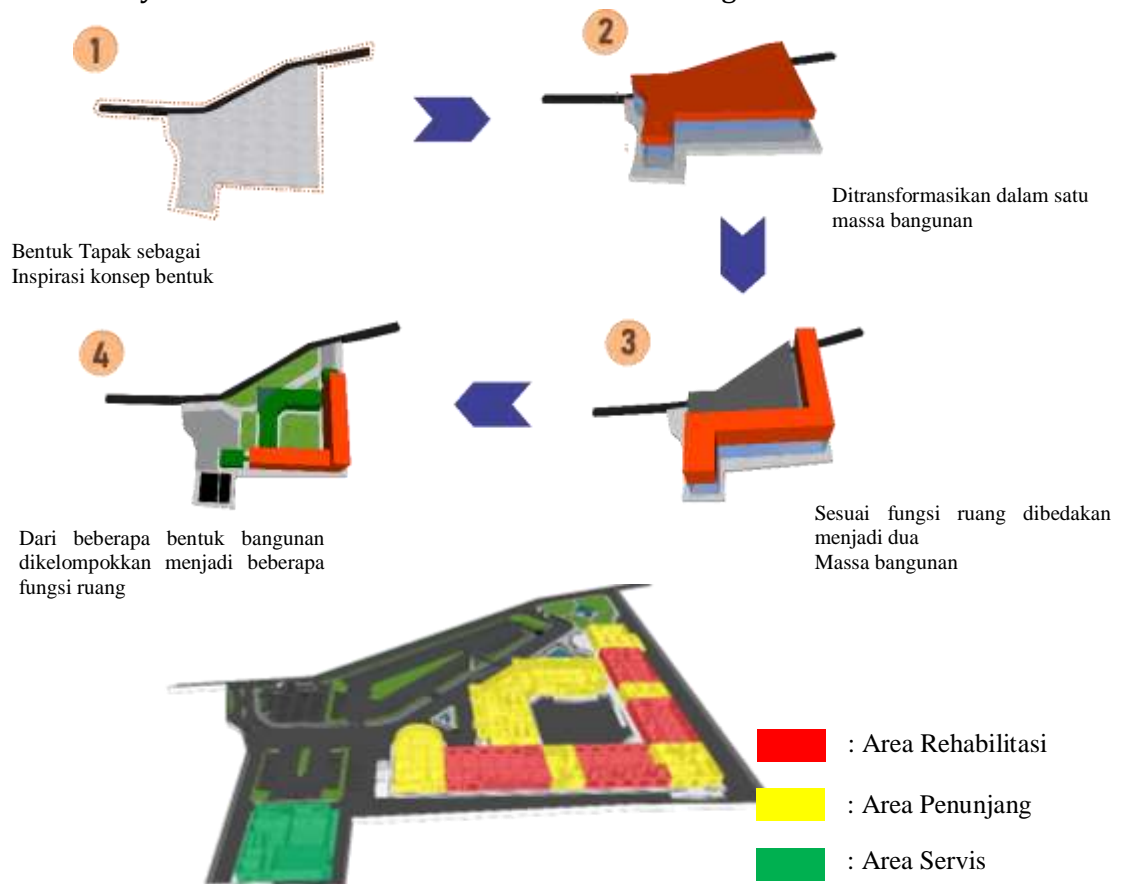 1
2
Ditransformasikan dalam satu
massa bangunan
Bentuk Tapak sebagai
Inspirasi konsep bentuk
4
3
Sesuai fungsi ruang dibedakan
menjadi dua
Massa bangunan
Dari beberapa bentuk bangunan
dikelompokkan menjadi beberapa
fungsi ruang
: Area Rehabilitasi
: Area Penunjang
: Area Servis